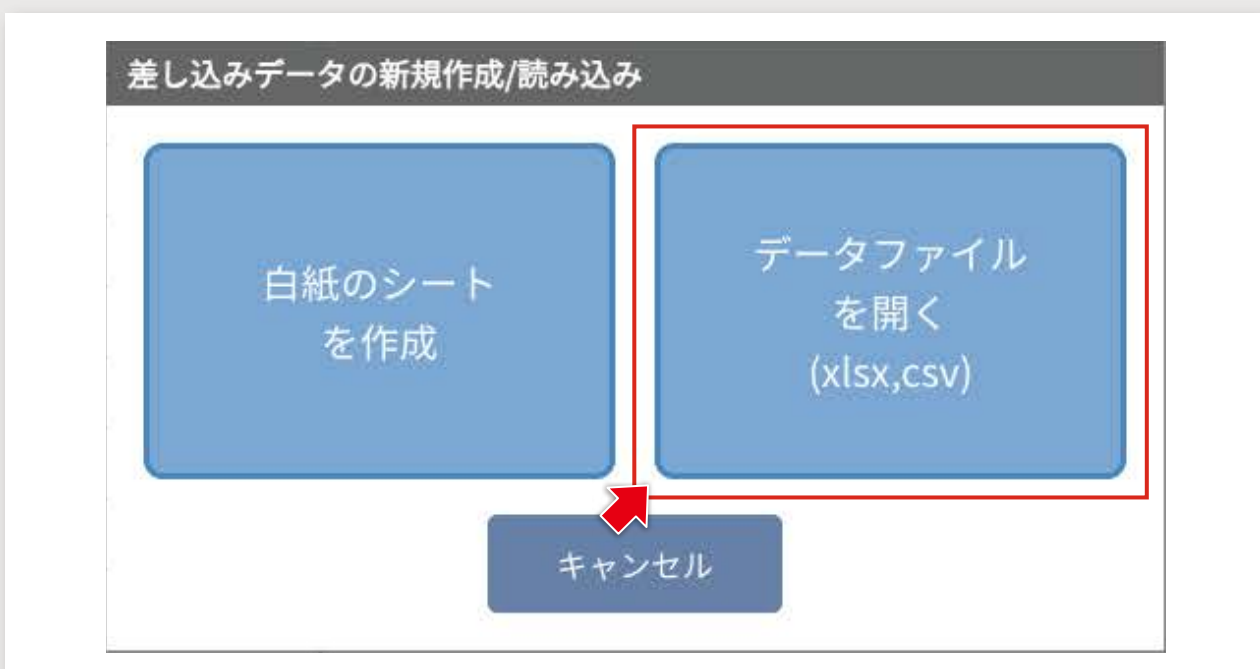 差し込みデータの新規作成/読み込み
白紙のシート
を作成
データファイル
を開く
(xlsx,csv)
キャンセル